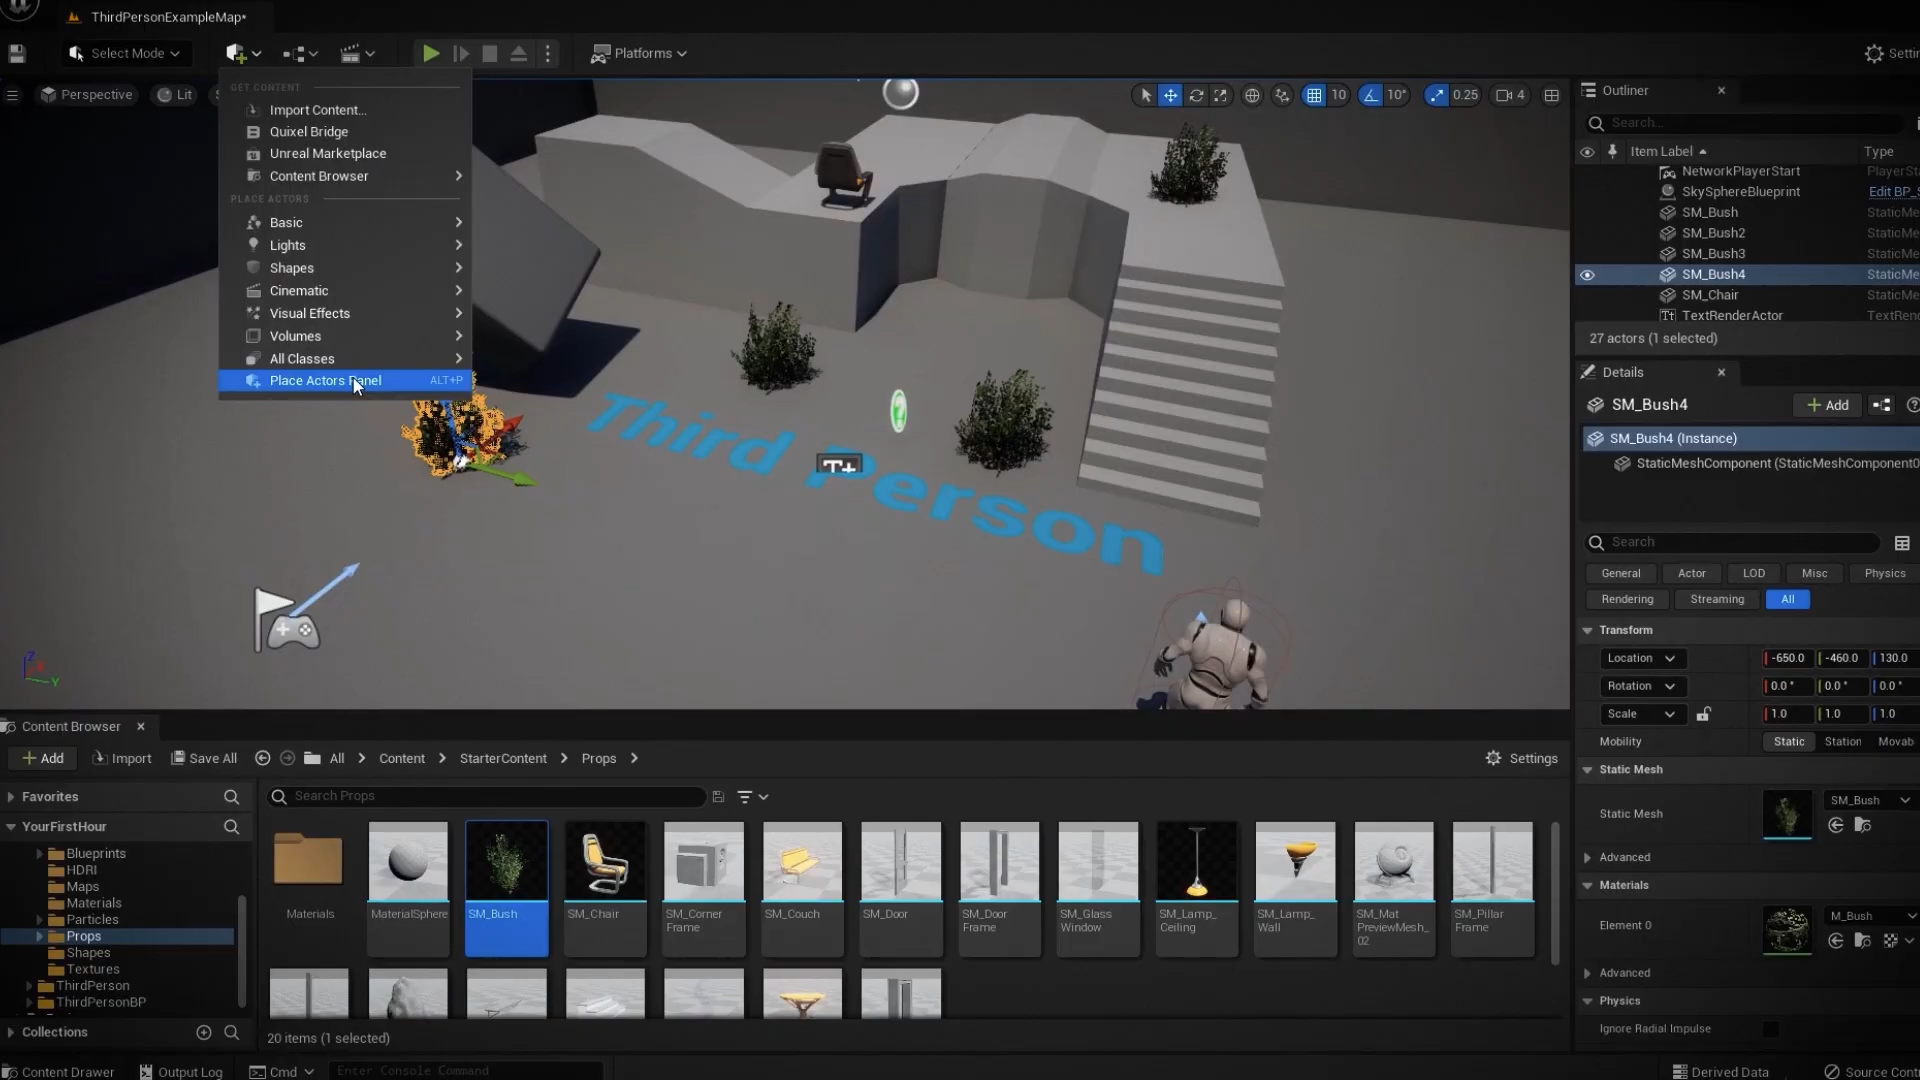 ThirdPersonExampleMap*
Select Mode
Platforms
Perspective
Lit
10
10°
0.25
4
GET CONTENT
Import Content...
Quixel Bridge
Unreal Marketplace
Content Browser
PLACE ACTORS
Basic
Lights
Shapes
Cinematic
Visual Effects
Volumes
All Classes
Place Actors Panel ALT+P
Third Person
T+
Z
Y
Outliner
Search...
Item Label Type
NetworkPlayerStart PlayerSt
SkySphereBlueprint Edit BP_S
SM_Bush StaticMe
SM_Bush2 StaticMe
SM_Bush3 StaticMe
SM_Bush4 StaticMe
SM_Chair StaticMe
TextRenderActor TextRen
27 actors (1 selected)
Details
SM_Bush4
Add
SM_Bush4 (Instance)
StaticMeshComponent (StaticMeshComponent0
Search
General Actor LOD Misc Physics
Rendering Streaming All
Transform
Location -650.0 -460.0 130.0
Rotation 0.0° 0.0° 0.0°
Scale 1.0 1.0 1.0
Mobility Static Station Movab
Static Mesh
Static Mesh SM_Bush
Advanced
Materials
Element 0 M_Bush
Advanced
Physics
Ignore Radial Impulse
Content Browser
Add Import Save All All Content StarterContent Props Settings
Favorites
YourFirstHour
Blueprints
HDRI
Maps
Materials
Particles
Props
Shapes
Textures
ThirdPerson
ThirdPersonBP
Collections
Search Props
Materials
MaterialSphere
SM_Bush
SM_Chair
SM_Corner
Frame
SM_Couch
SM_Door
SM_Door
Frame
SM_Glass
Window
SM_Lamp_
Ceiling
SM_Lamp_
Wall
SM_Mat
PreviewMesh_
02
SM_Pillar
Frame
20 items (1 selected)
Content Drawer Output Log Cmd Enter Console Command Derived Data Source Cont